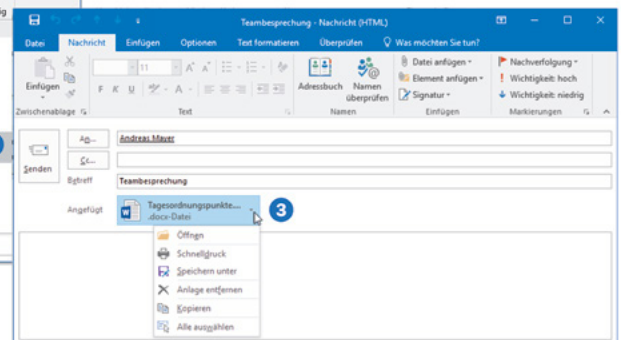 ig
Teambesprechung - Nachricht (HTML)
Datei Nachricht Einfügen Optionen Text formatieren Überprüfen Was möchten Sie tun?
Einfügen
11
F K U
Adressbuch
Namen
überprüfen
Datei anfügen
Element anfügen
Signatur
Nachverfolgung
Wichtigkeit: hoch
Wichtigkeit: niedrig
Zwischenablage Text Namen Einfügen Markierungen
Senden
An... Andreas Mayer
Cc...
Betreff Teambesprechung
Angefügt
Tagesordnungspunkte....
.docx-Datei
3
Öffnen
Schnelldruck
Speichern unter
Anlage entfernen
Kopieren
Alle auswählen